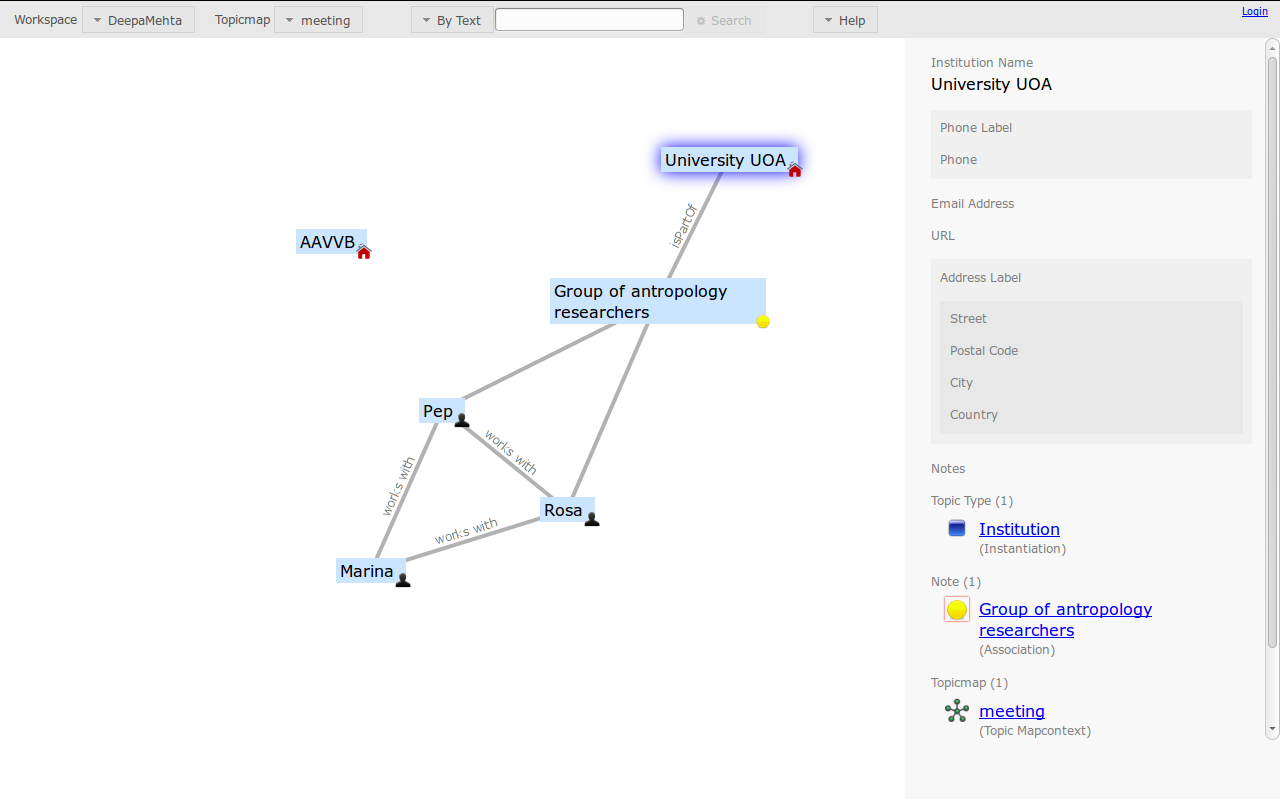 Workspace DeepaMehta Topicmap meeting By Text Search Help Login
University UOA
isPartOf
AAVVB
Group of antropology
researchers
Pep
works with
works with
Rosa
works with
Marina
Institution Name
University UOA
Phone Label
Phone
Email Address
URL
Address Label
Street
Postal Code
City
Country
Notes
Topic Type (1)
Institution
(Instantiation)
Note (1)
Group of antropology
researchers
(Association)
Topicmap (1)
meeting
(Topic Mapcontext)